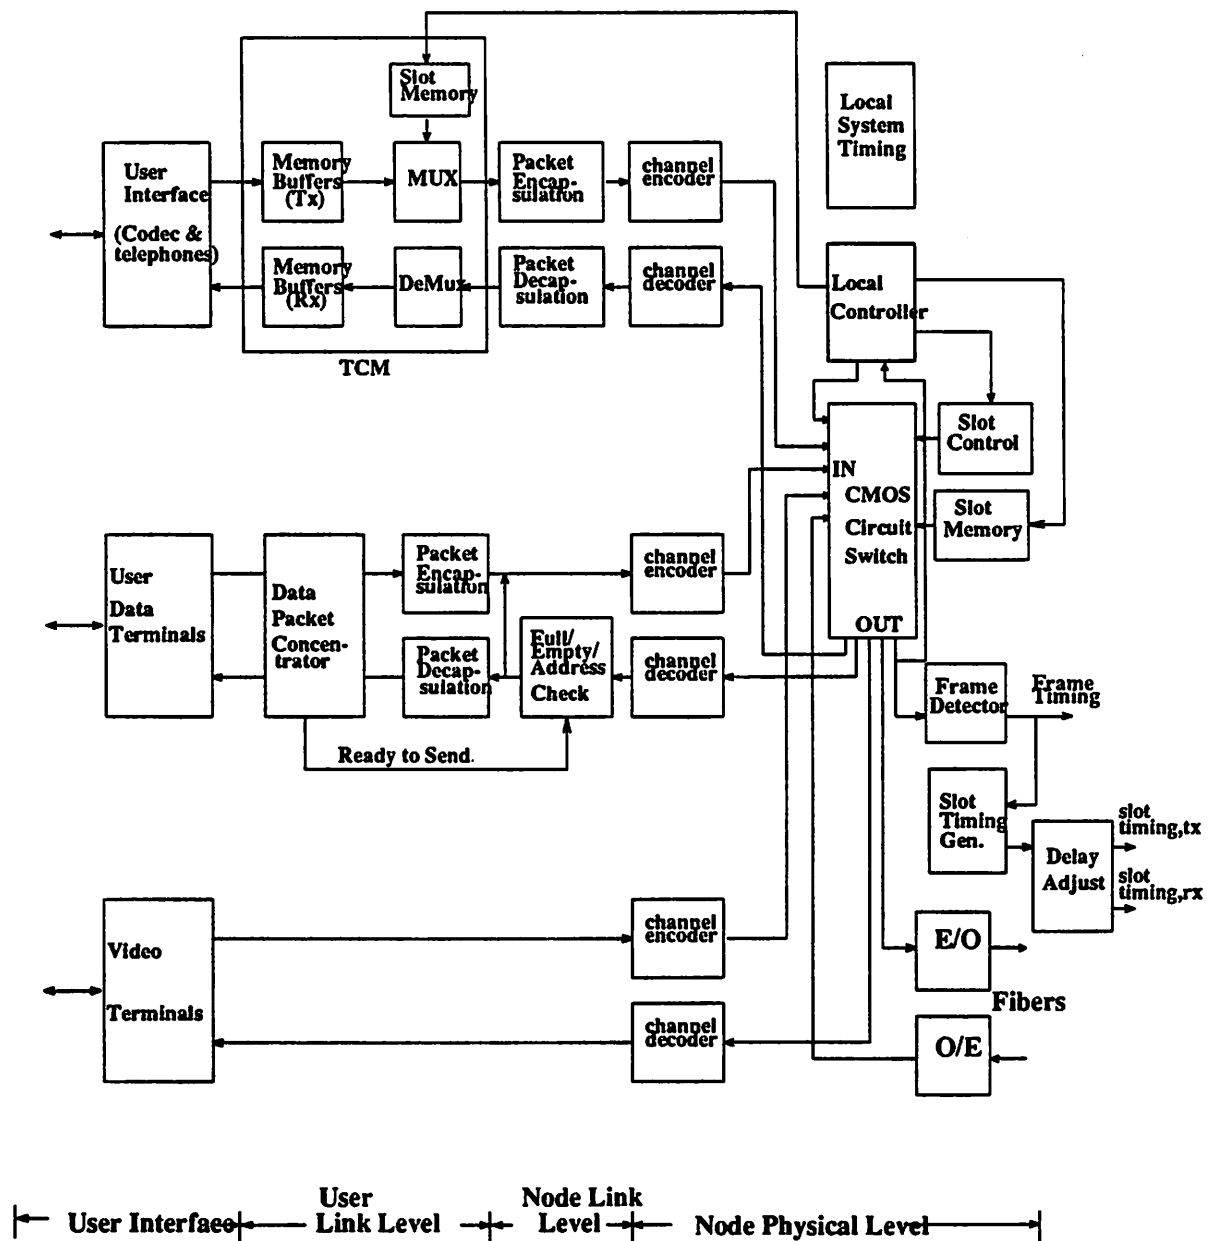 Slot
Memory
Local
System
Timing
User
Interface
(Codec &
telephones)
Memory
Buffers
(Tx)
MUX
Packet
Encap-
sulation
channel
encoder
Memory
Buffers
(Rx)
DeMux
Packet
Decap-
sulation
channel
decoder
TCM
Local
Controller
Slot
Control
IN
CMOS
Circuit
Switch
OUT
Slot
Memory
User
Data
Terminals
Data
Packet
Concen-
trator
Packet
Encap-
sulation
channel
encoder
Packet
Decap-
sulation
Full/
Empty/
Address
Check
channel
decoder
Ready to Send.
Frame
Detector
Frame
Timing
Slot
Timing
Gen.
Delay
Adjust
slot
timing,tx
slot
timing,rx
Video
Terminals
channel
encoder
channel
decoder
E/O
Fibers
O/E
User Interface
User
Link Level
Node Link
Level
Node Physical Level